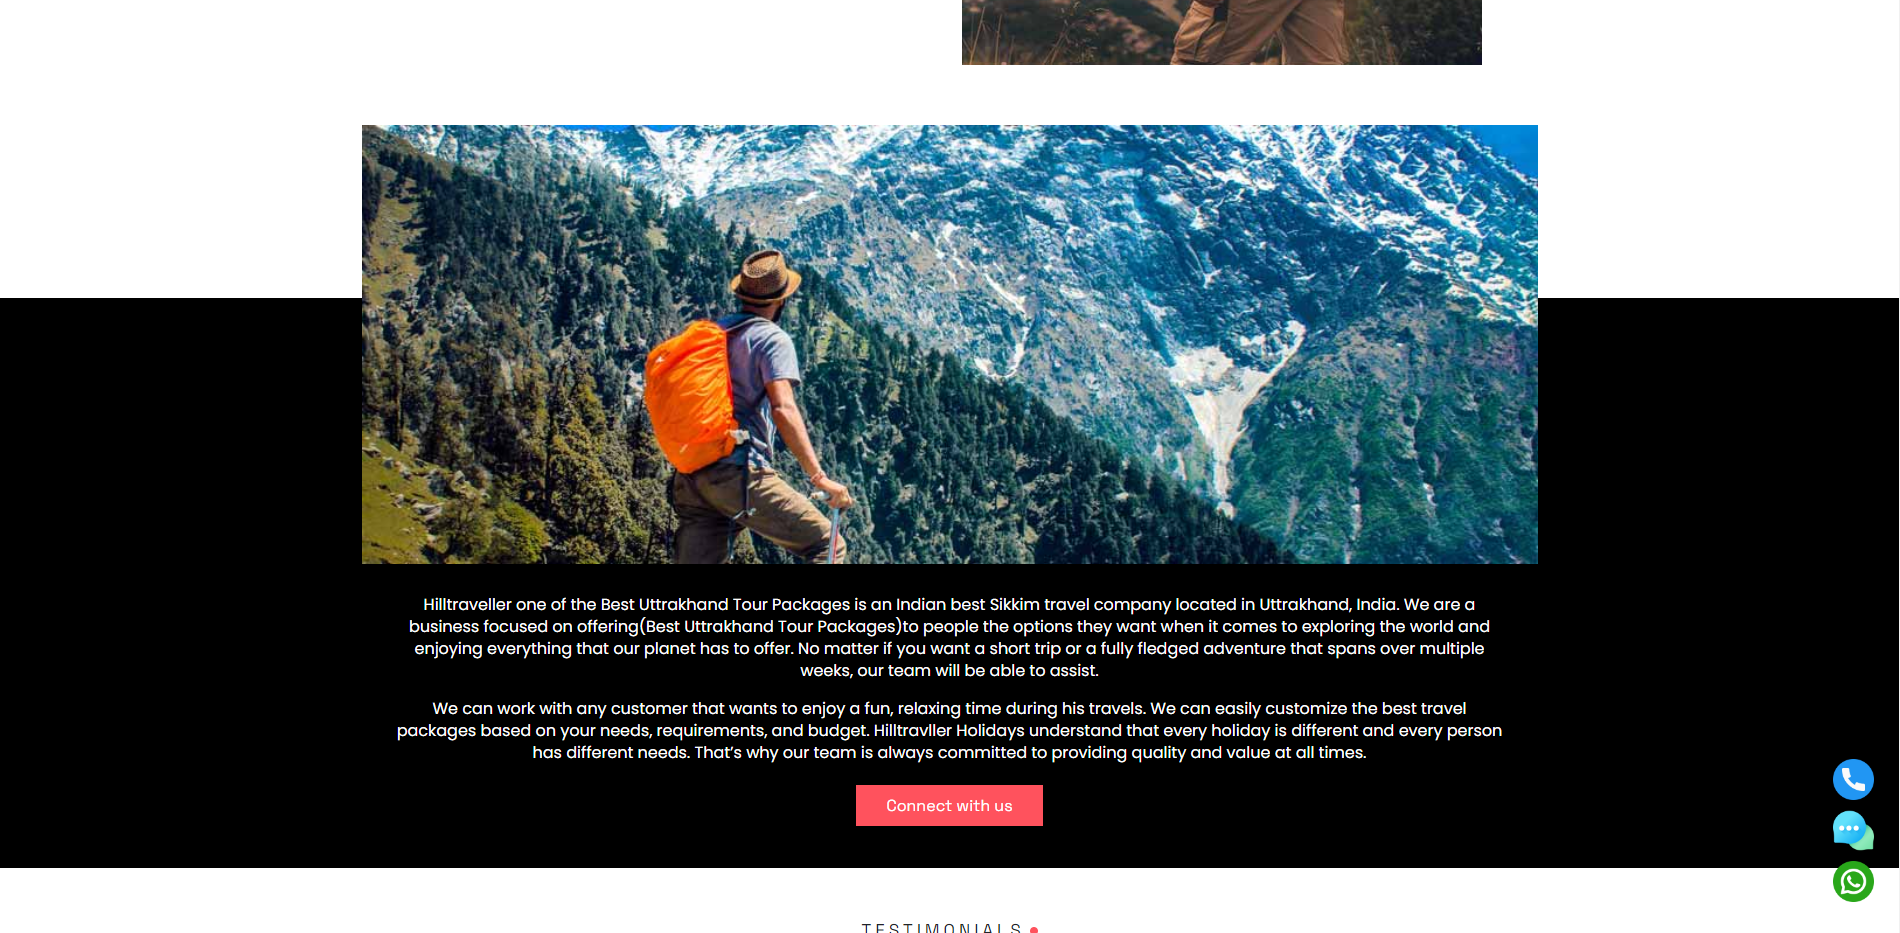 Hilltraveller one of the Best Uttrakhand Tour Packages is an Indian best Sikkim travel company located in Uttrakhand, India. We are a
business focused on offering(Best Uttrakhand Tour Packages)to people the options they want when it comes to exploring the world and
enjoying everything that our planet has to offer. No matter if you want a short trip or a fully fledged adventure that spans over multiple
weeks, our team will be able to assist.
We can work with any customer that wants to enjoy a fun, relaxing time during his travels. We can easily customize the best travel
packages based on your needs, requirements, and budget. Hilltravller Holidays understand that every holiday is different and every person
has different needs. That’s why our team is always committed to providing quality and value at all times.
Connect with us
TESTIMONIALS